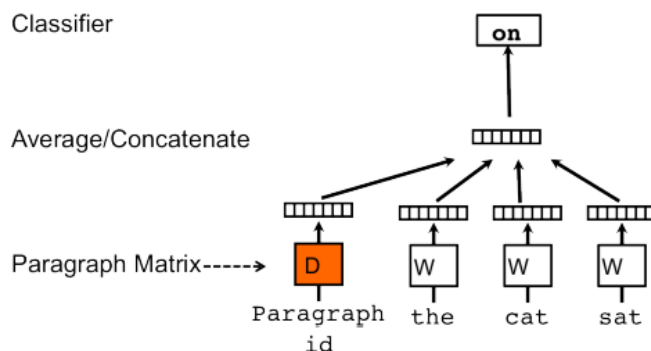 Classifier
on
Average/Concatenate
Paragraph Matrix
D
W
W
W
Paragraph
id
the
cat
sat